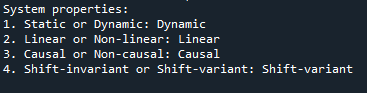 System properties:
1. Static or Dynamic: Dynamic
2. Linear or Non-linear: Linear
3. Causal or Non-causal: Causal
4. Shift-invariant or Shift-variant: Shift-variant